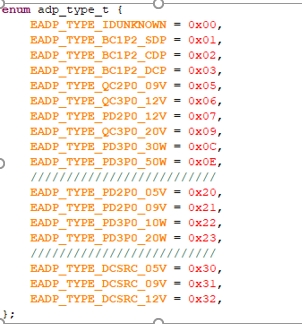 enum adp_type_t {
EADP_TYPE_IDUNKNOWN = 0x00,
EADP_TYPE_BC1P2_SDP = 0x01,
EADP_TYPE_BC1P2_CDP = 0x02,
EADP_TYPE_BC1P2_DCP = 0x03,
EADP_TYPE_QC2P0_09V = 0x05,
EADP_TYPE_QC3P0_12V = 0x06,
EADP_TYPE_PD2P0_12V = 0x07,
EADP_TYPE_QC3P0_20V = 0x09,
EADP_TYPE_PD3P0_30W = 0x0C,
EADP_TYPE_PD3P0_50W = 0x0E,
//////////////////////////
EADP_TYPE_PD2P0_05V = 0x20,
EADP_TYPE_PD2P0_09V = 0x21,
EADP_TYPE_PD3P0_10W = 0x22,
EADP_TYPE_PD3P0_20W = 0x23,
//////////////////////////
EADP_TYPE_DCSRC_05V = 0x30,
EADP_TYPE_DCSRC_09V = 0x31,
EADP_TYPE_DCSRC_12V = 0x32,
};